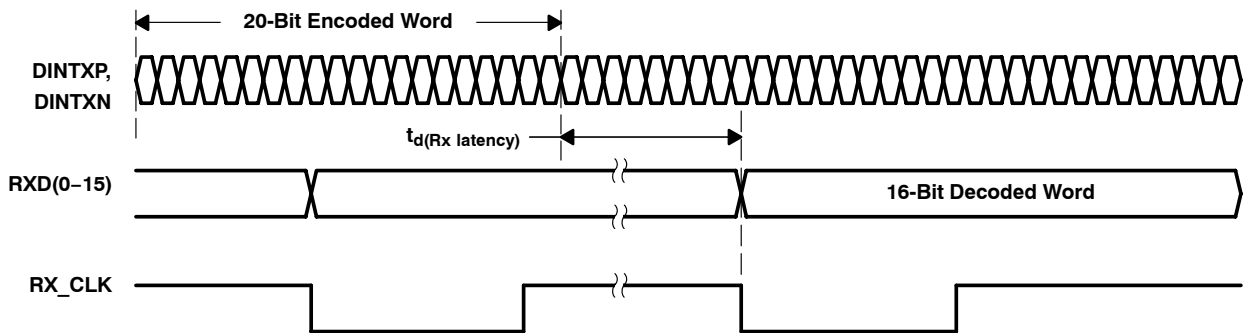 20-Bit Encoded Word
DINTXP,
DINTXN
td(Rx latency)
RXD(0–15)
16-Bit Decoded Word
RX_CLK